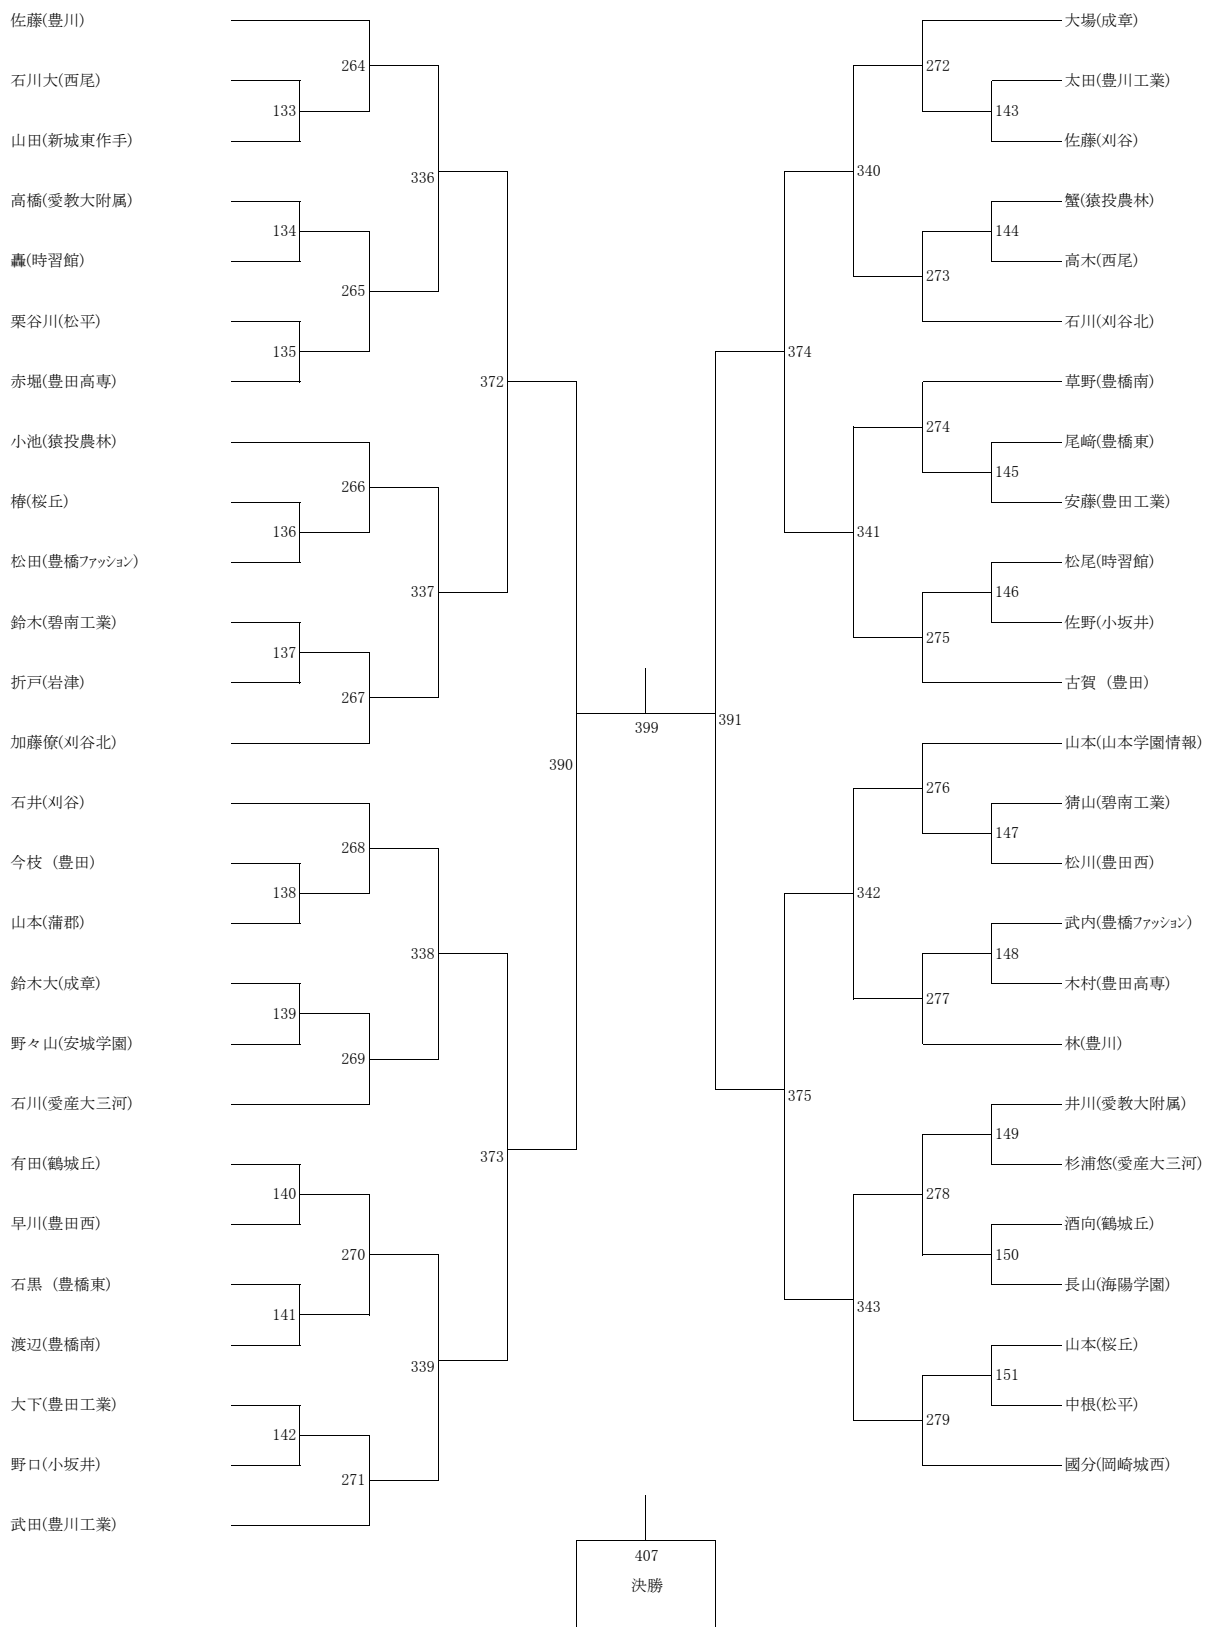 佐藤(豊川)
264
石川大(西尾)
133
山田(新城東作手)
336
高橋(愛教大附属)
134
轟(時習館)
265
栗谷川(松平)
135
赤堀(豊田高専)
372
小池(猿投農林)
266
椿(桜丘)
136
松田(豊橋ファッション)
337
鈴木(碧南工業)
137
折戸(岩津)
267
加藤僚(刈谷北)
390
石井(刈谷)
268
今枝 (豊田)
138
山本(蒲郡)
338
鈴木大(成章)
139
野々山(安城学園)
269
石川(愛産大三河)
373
有田(鶴城丘)
140
早川(豊田西)
270
石黒 (豊橋東)
141
渡辺(豊橋南)
339
大下(豊田工業)
142
野口(小坂井)
271
武田(豊川工業)
399
大場(成章)
272
太田(豊川工業)
143
佐藤(刈谷)
340
蟹(猿投農林)
144
高木(西尾)
273
石川(刈谷北)
374
草野(豊橋南)
274
尾﨑(豊橋東)
145
安藤(豊田工業)
341
松尾(時習館)
146
佐野(小坂井)
275
古賀 (豊田)
391
山本(山本学園情報)
276
猜山(碧南工業)
147
松川(豊田西)
342
武内(豊橋ファッション)
148
木村(豊田高専)
277
林(豊川)
375
井川(愛教大附属)
149
杉浦悠(愛産大三河)
278
酒向(鶴城丘)
150
長山(海陽学園)
343
山本(桜丘)
151
中根(松平)
279
國分(岡崎城西)
407
決勝